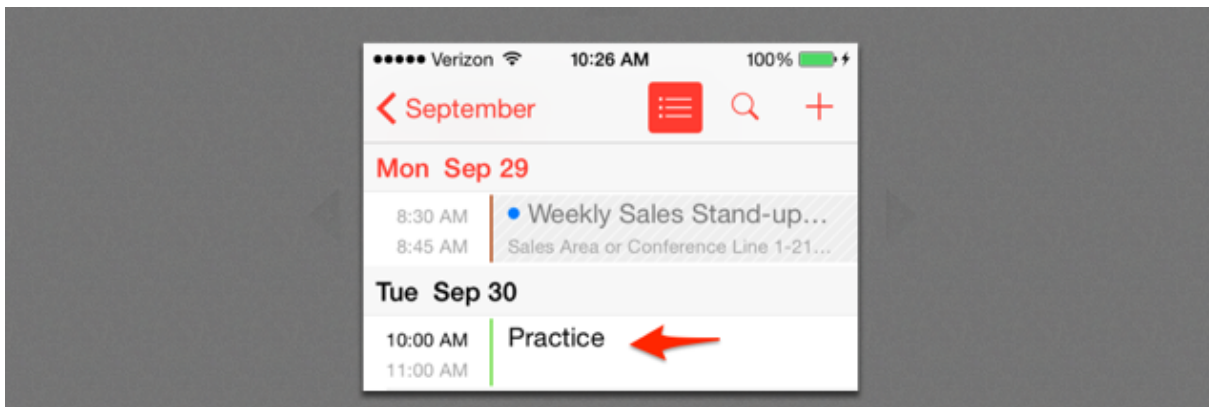 Verizon 10:26 AM 100%
September
Mon Sep 29
8:30 AM Weekly Sales Stand-up...
8:45 AM Sales Area or Conference Line 1-21...
Tue Sep 30
10:00 AM Practice
11:00 AM